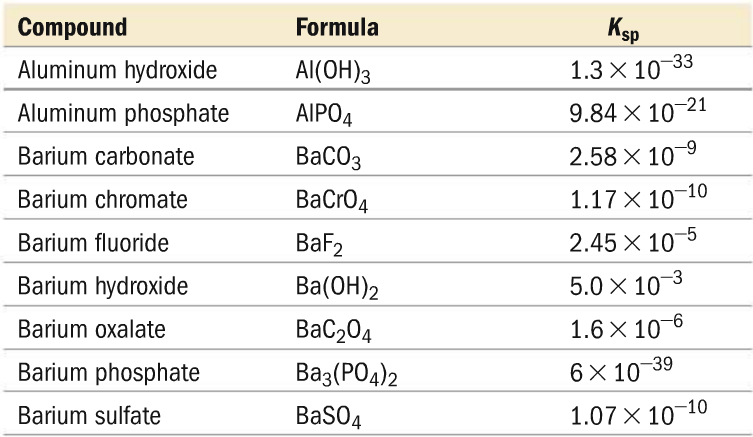 Compound Formula Ksp
Aluminum hydroxide Al(OH)3 1.3 × 10–33
Aluminum phosphate AlPO4 9.84 × 10–21
Barium carbonate BaCO3 2.58 × 10–9
Barium chromate BaCrO4 1.17 × 10–10
Barium fluoride BaF2 2.45 × 10–5
Barium hydroxide Ba(OH)2 5.0 × 10–3
Barium oxalate BaC2O4 1.6 × 10–6
Barium phosphate Ba3(PO4)2 6 × 10–39
Barium sulfate BaSO4 1.07 × 10–10